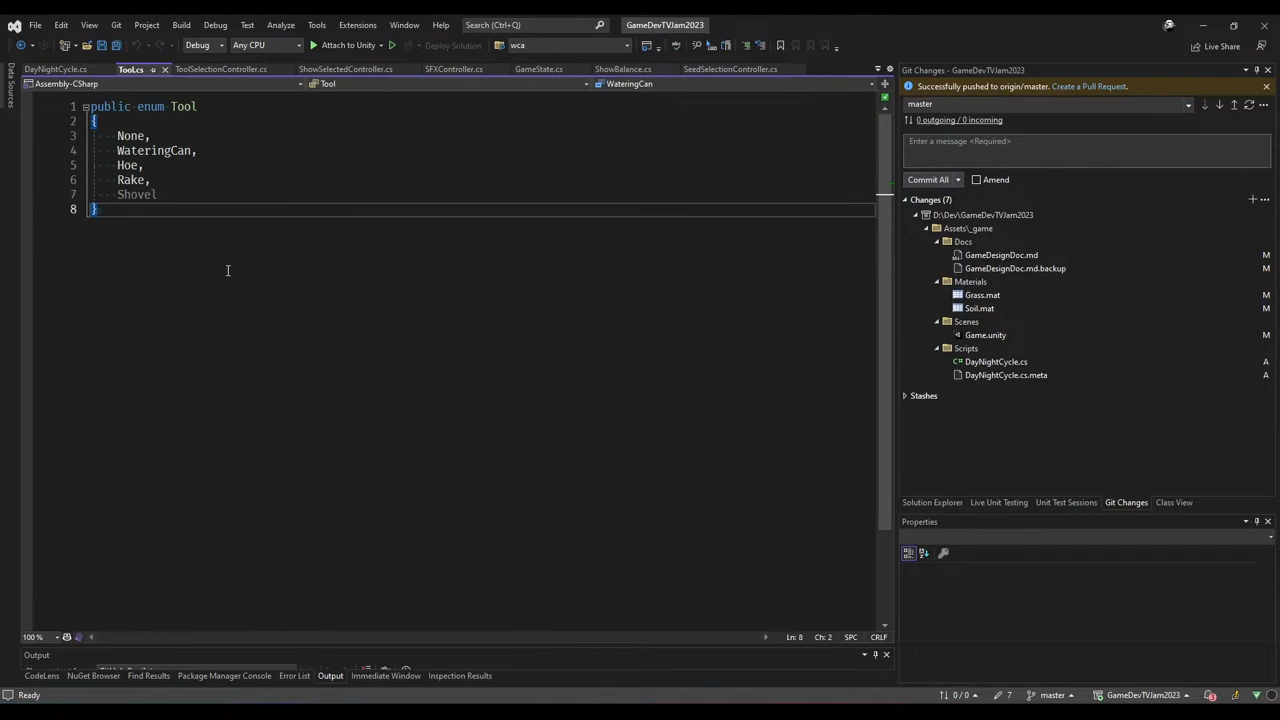 File Edit View Git Project Build Debug Test Analyze Tools Extensions Window Help Search (Ctrl+Q) GameDevTVJam2023
Debug Any CPU Attach to Unity Deploy Solution wca Live Share
DayNightCycle.cs Tool.cs ToolSelectionController.cs ShowSelectedController.cs SFXController.cs GameState.cs ShowBalance.cs SeedSelectionController.cs
Assembly-CSharp Tool WateringCan
1 public enum Tool
2 {
3 None,
4 WateringCan,
5 Hoe,
6 Rake,
7 Shovel
8 }
100 % Ln: 8 Ch: 2 SPC CRLF
Output
CodeLens NuGet Browser Find Results Package Manager Console Error List Output Immediate Window Inspection Results
Data Sources
Git Changes - GameDevTVJam2023
Successfully pushed to origin/master. Create a Pull Request.
master
0 outgoing / 0 incoming
Enter a message <Required>
Commit All Amend
Changes (7)
D:\Dev\GameDevTVJam2023
Assets\_game
Docs
GameDesignDoc.md M
GameDesignDoc.md.backup M
Materials
Grass.mat M
Soil.mat M
Scenes
Game.unity M
Scripts
DayNightCycle.cs A
DayNightCycle.cs.meta A
Stashes
Solution Explorer Live Unit Testing Unit Test Sessions Git Changes Class View
Properties
Ready 0 / 0 7 master GameDevTVJam2023 3